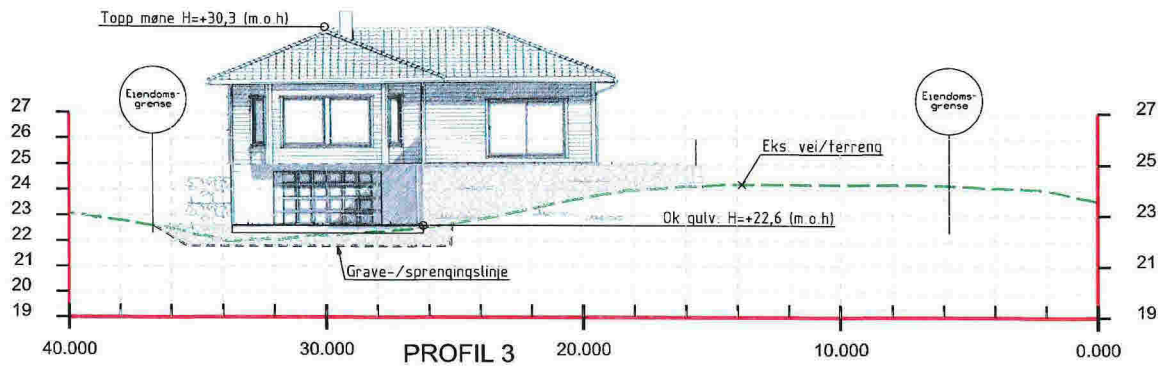 Topp møne H=+30,3 (m.o.h)
Eiendoms-
grense
Eiendoms-
grense
27
26
25
24
23
22
21
20
19
27
25
23
21
19
Eks. vei/terreng
Ok gulv: H=+22,6 (m.o.h)
Grave-/sprengingslinje
40.000
30.000
PROFIL 3
20.000
10.000
0.000